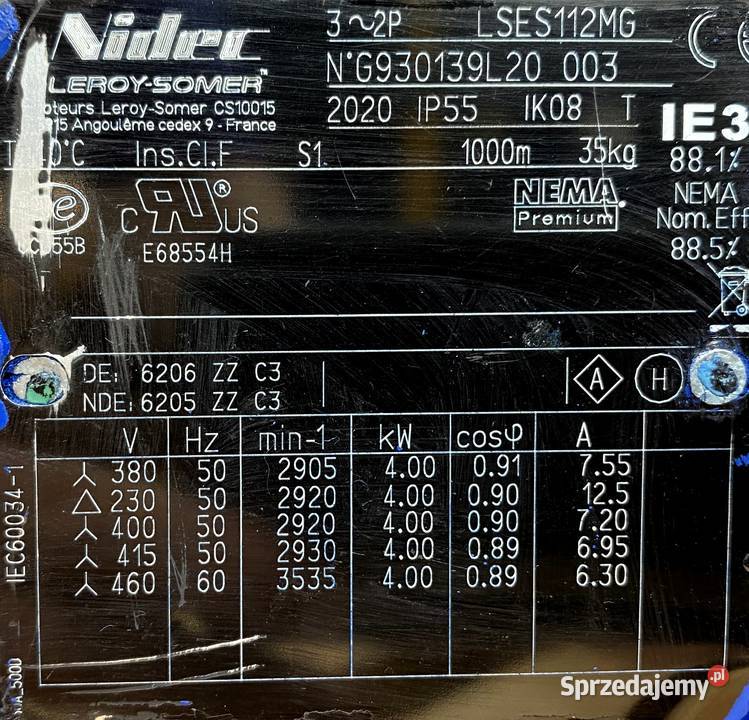 Nidec
LEROY-SOMER™
Moteurs Leroy-Somer CS10015
915 Angoulême cedex 9 - France
3 ~2P LSES112MG
N°G930139L20 003
2020 IP55 IK08 T
40°C Ins.Cl.F S1 1000m 35kg
IE3
88.1%
NEMA
Nom.Eff
88.5%
C UR® US
E68554H
55B
NEMA
Premium
DE: 6206 ZZ C3
NDE: 6205 ZZ C3
A H
V Hz min-1 kW cosφ A
380 50 2905 4.00 0.91 7.55
△ 230 50 2920 4.00 0.90 12.5
400 50 2920 4.00 0.90 7.20
415 50 2930 4.00 0.89 6.95
460 60 3535 4.00 0.89 6.30
IEC60034-1
Sprzedajemy.pl